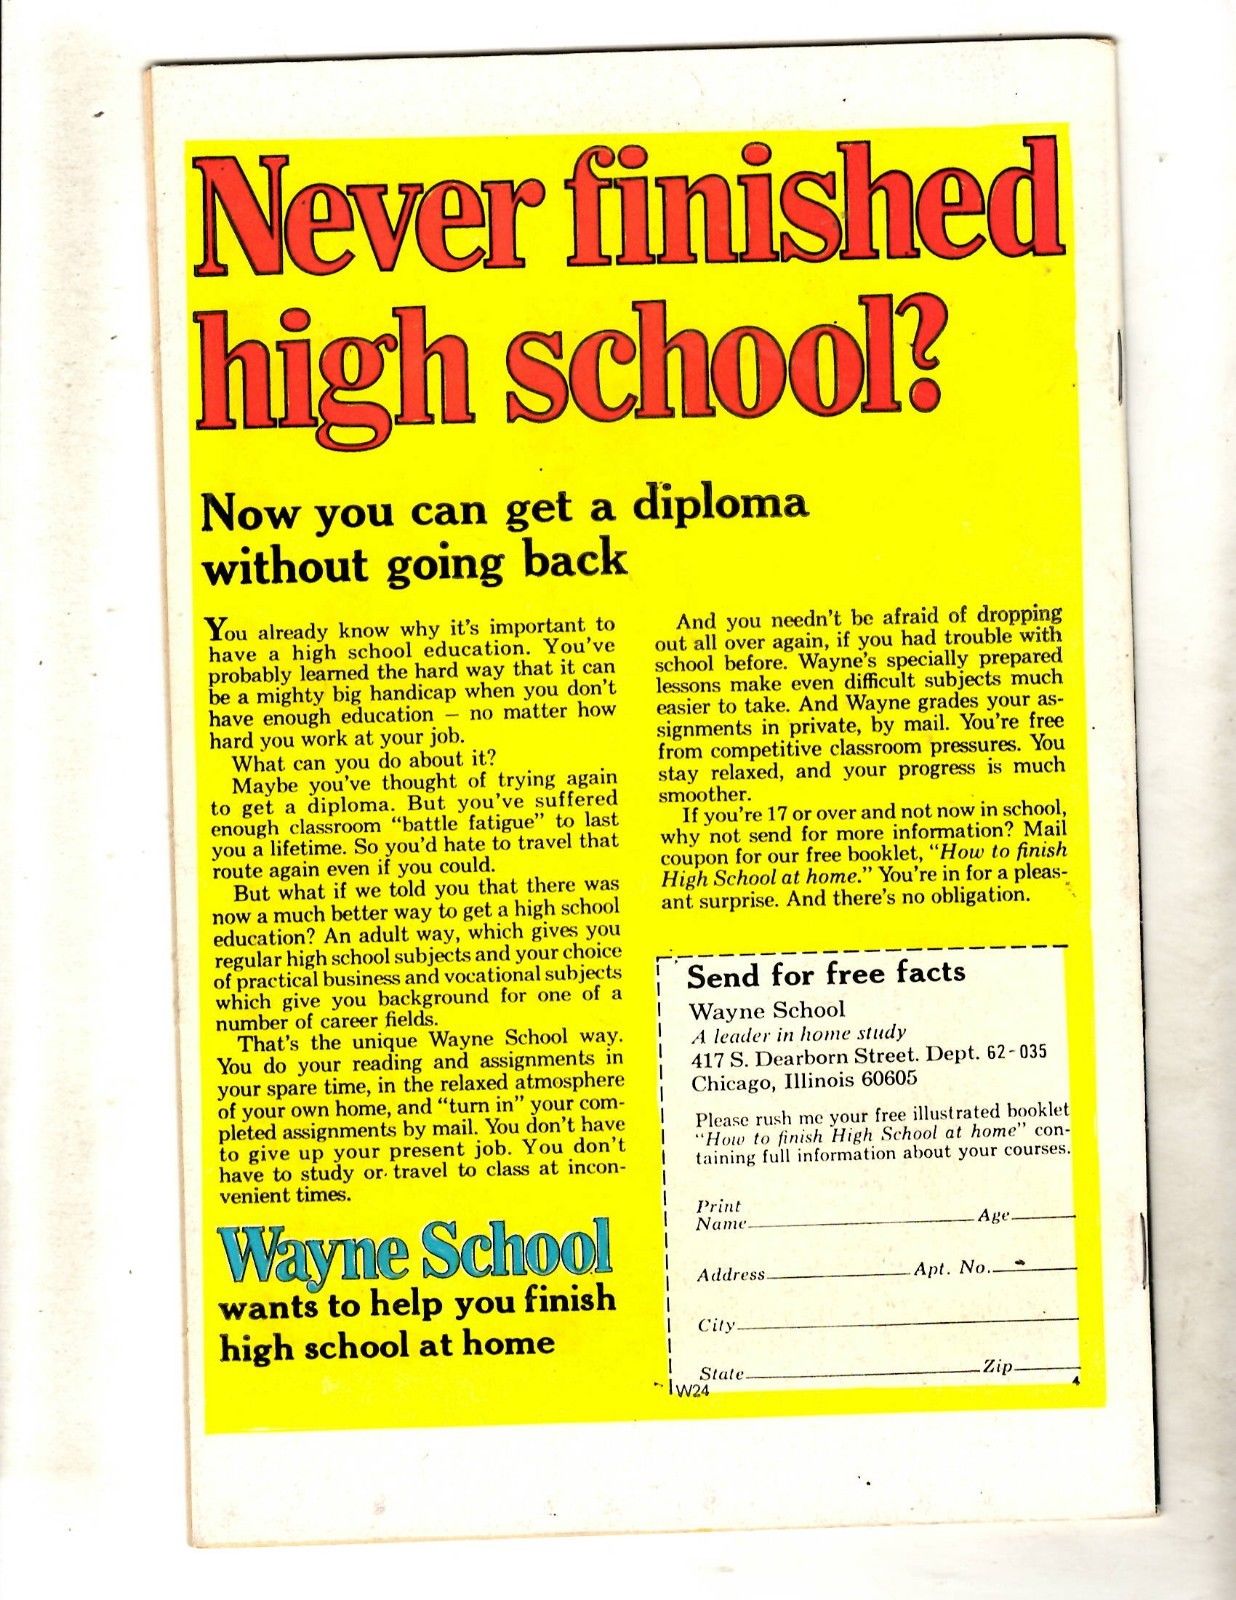 Never finished
high school?
Now you can get a diploma
without going back
You already know why it's important to
have a high school education. You've
probably learned the hard way that it can
be a mighty big handicap when you don't
have enough education – no matter how
hard you work at your job.
What can you do about it?
Maybe you've thought of trying again
to get a diploma. But you've suffered
enough classroom "battle fatigue" to last
you a lifetime. So you'd hate to travel that
route again even if you could.
But what if we told you that there was
now a much better way to get a high school
education? An adult way, which gives you
regular high school subjects and your choice
of practical business and vocational subjects
which give you background for one of a
number of career fields.
That's the unique Wayne School way.
You do your reading and assignments in
your spare time, in the relaxed atmosphere
of your own home, and "turn in" your com-
pleted assignments by mail. You don't have
to give up your present job. You don't
have to study or travel to class at incon-
venient times.
Wayne School
wants to help you finish
high school at home
And you needn't be afraid of dropping
out all over again, if you had trouble with
school before. Wayne's specially prepared
lessons make even difficult subjects much
easier to take. And Wayne grades your as-
signments in private, by mail. You're free
from competitive classroom pressures. You
stay relaxed, and your progress is much
smoother.
If you're 17 or over and not now in school,
why not send for more information? Mail
coupon for our free booklet, "How to finish
High School at home." You're in for a pleas-
ant surprise. And there's no obligation.
Send for free facts
Wayne School
A leader in home study
417 S. Dearborn Street. Dept. 62-035
Chicago, Illinois 60605
Please rush me your free illustrated booklet
"How to finish High School at home" con-
taining full information about your courses.
Print
Name Age
Address Apt. No.
City
State Zip
W24 4